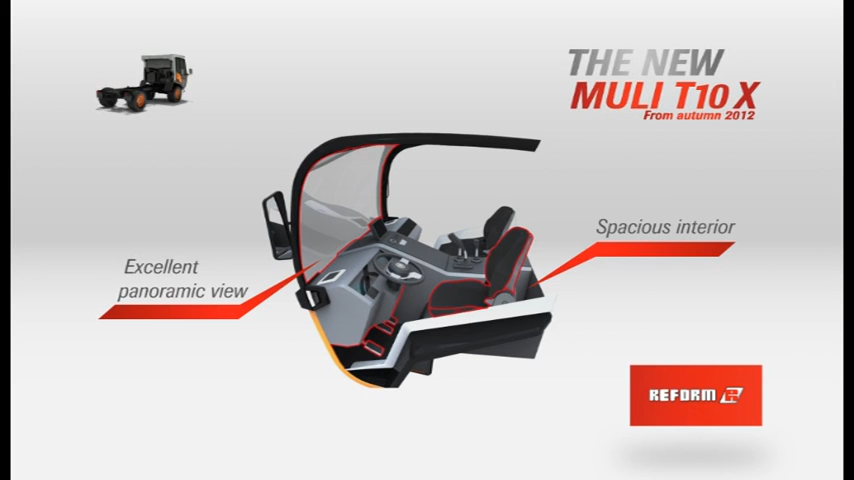 THE NEW
MULI T10 X
From autumn 2012
Spacious interior
Excellent
panoramic view
REFORM